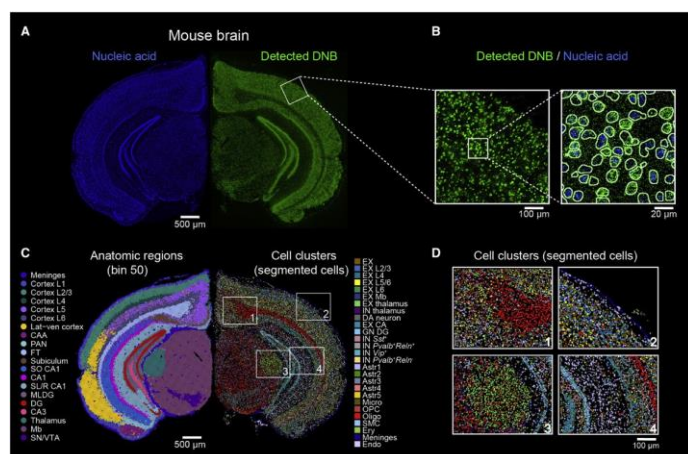 A
Mouse brain
Nucleic acid
Detected DNB
500 µm
B
Detected DNB / Nucleic acid
100 µm
20 µm
C
Anatomic regions
(bin 50)
Meninges
Cortex L1
Cortex L2/3
Cortex L4
Cortex L5
Cortex L6
Lat-ven cortex
CAA
PAN
FT
Subiculum
SO CA1
CA1
SL/R CA1
MLDG
DG
CA3
Thalamus
Mb
SN/VTA
500 µm
Cell clusters
(segmented cells)
1
2
3
4
EX
EX L2/3
EX L4
EX L5/6
EX L6
EX Mb
EX thalamus
IN thalamus
DA neuron
EX CA
GN DG
IN Sst⁺
IN Pvalb⁺Reln⁺
IN Vip⁺
IN Pvalb⁺Reln⁻
Astr1
Astr2
Astr3
Astr4
Astr5
Micro
OPC
Oligo
SMC
Ery
Meninges
Endo
D
Cell clusters (segmented cells)
1
2
3
4
100 µm